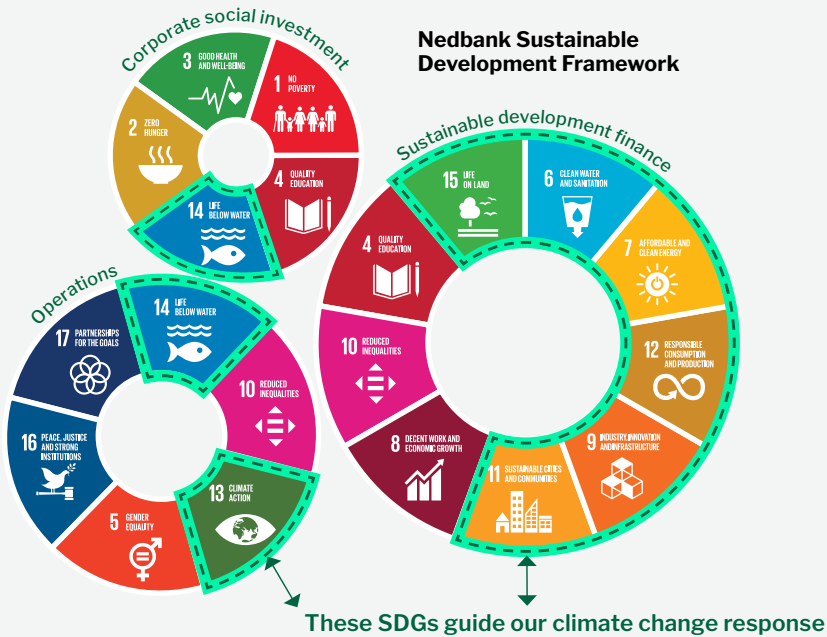 Nedbank Sustainable
Development Framework
Corporate social investment
3 GOOD HEALTH
AND WELL-BEING
1 NO
POVERTY
2 ZERO
HUNGER
4 QUALITY
EDUCATION
14 LIFE
BELOW WATER
Sustainable development finance
15 LIFE
ON LAND
6 CLEAN WATER
AND SANITATION
7 AFFORDABLE AND
CLEAN ENERGY
4 QUALITY
EDUCATION
12 RESPONSIBLE
CONSUMPTION
AND PRODUCTION
10 REDUCED
INEQUALITIES
8 DECENT WORK AND
ECONOMIC GROWTH
9 INDUSTRY, INNOVATION
AND INFRASTRUCTURE
11 SUSTAINABLE CITIES
AND COMMUNITIES
Operations
14 LIFE
BELOW WATER
17 PARTNERSHIPS
FOR THE GOALS
10 REDUCED
INEQUALITIES
16 PEACE, JUSTICE
AND STRONG
INSTITUTIONS
13 CLIMATE
ACTION
5 GENDER
EQUALITY
These SDGs guide our climate change response